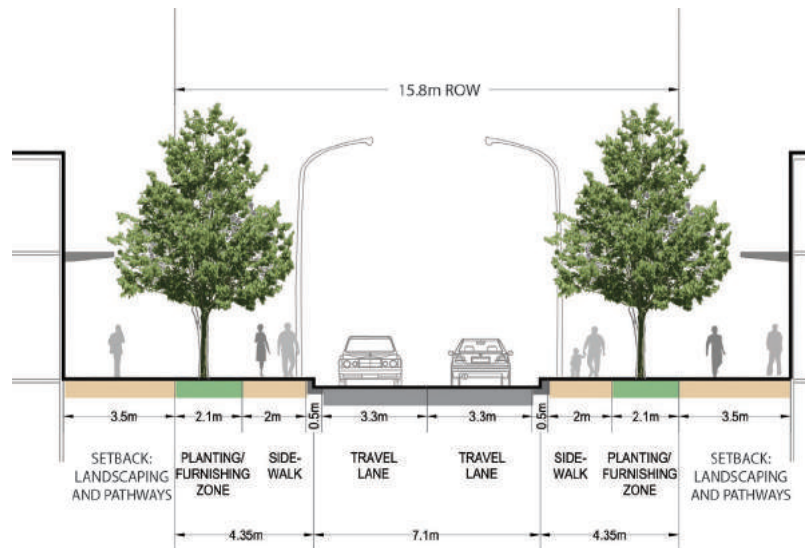 15.8m ROW
3.5m 2.1m 2m 0.5m 3.3m 3.3m 0.5m 2m 2.1m 3.5m
SETBACK:
LANDSCAPING
AND PATHWAYS
PLANTING/
FURNISHING
ZONE
SIDE-
WALK
TRAVEL
LANE
TRAVEL
LANE
SIDE-
WALK
PLANTING/
FURNISHING
ZONE
SETBACK:
LANDSCAPING
AND PATHWAYS
4.35m 7.1m 4.35m